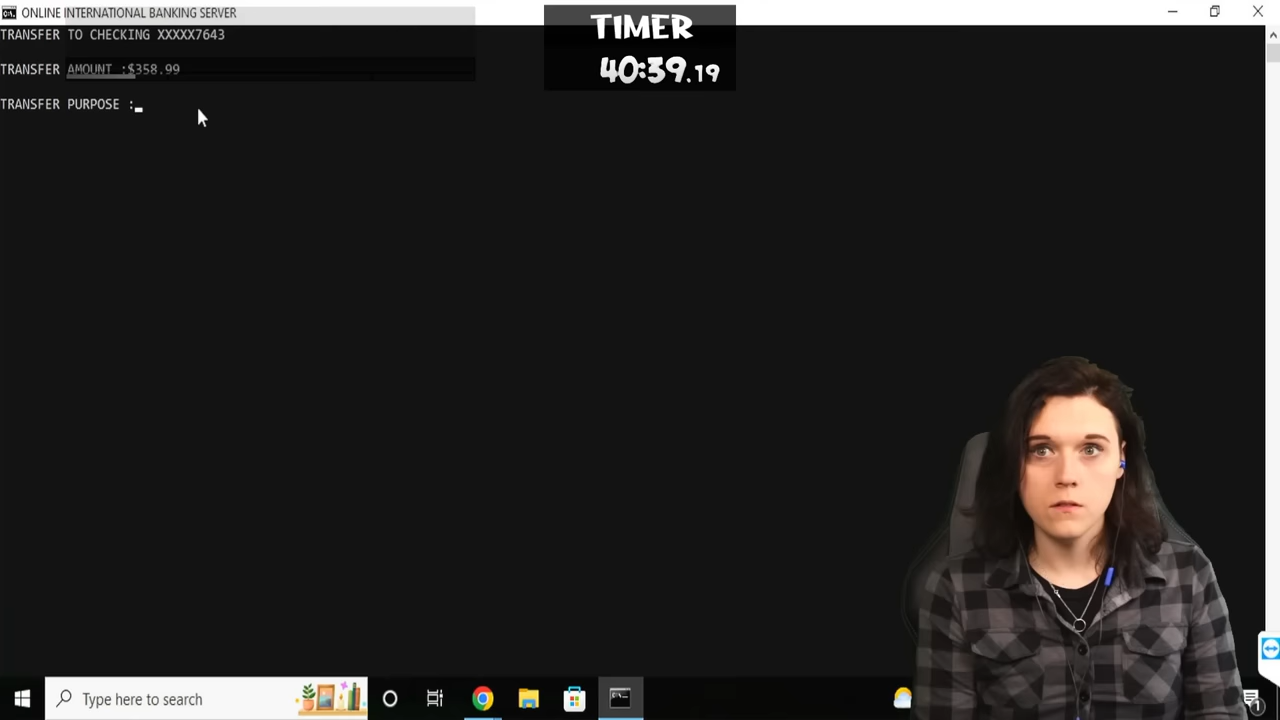 ONLINE INTERNATIONAL BANKING SERVER
TRANSFER TO CHECKING XXXXX7643
TRANSFER AMOUNT :$358.99
TRANSFER PURPOSE :
TIMER
40:39.19
Type here to search
1